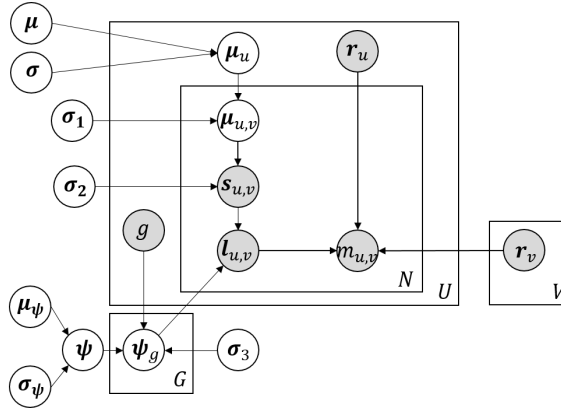 μ
σ
μ_u
r_u
σ_1
μ_{u,v}
σ_2
s_{u,v}
g
l_{u,v}
m_{u,v}
r_v
N
U
V
μ_ψ
ψ
ψ_g
σ_3
σ_ψ
G